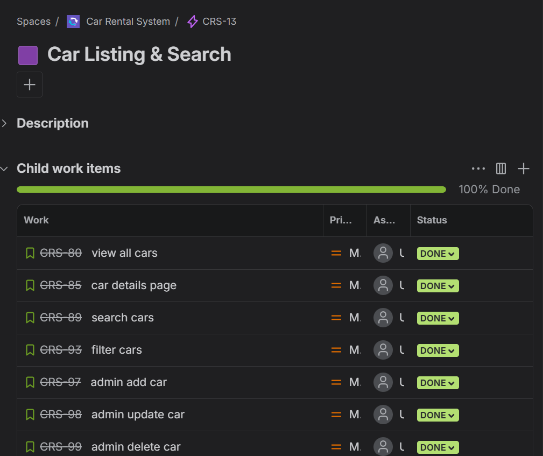 Spaces / Car Rental System / CRS-13
Car Listing & Search
Description
Child work items
100% Done
Work Pri... As... Status
CRS-80 view all cars M. DONE
CRS-85 car details page M. DONE
CRS-89 search cars M. DONE
CRS-93 filter cars M. DONE
CRS-97 admin add car M. DONE
CRS-98 admin update car M. DONE
CRS-99 admin delete car M. DONE